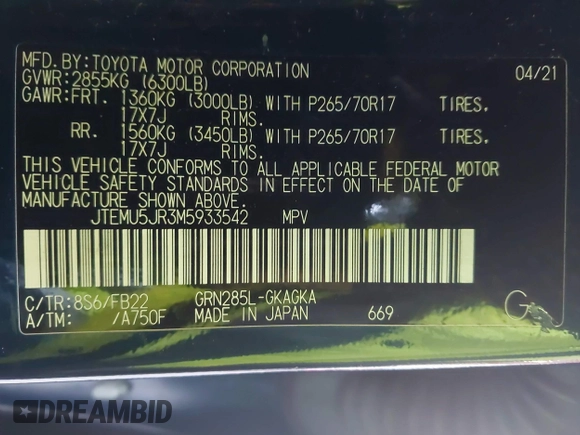 MFD.BY:TOYOTA MOTOR CORPORATION 04/21
GVWR:2855KG (6300LB)
GAWR:FRT. 1360KG (3000LB) WITH P265/70R17 TIRES.
17X7J RIMS.
RR. 1560KG (3450LB) WITH P265/70R17 TIRES.
17X7J RIMS.
THIS VEHICLE CONFORMS TO ALL APPLICABLE FEDERAL MOTOR
VEHICLE SAFETY STANDARDS IN EFFECT ON THE DATE OF
MANUFACTURE SHOWN ABOVE.
JTEMU5JR3M5933542 MPV
C/TR:8S6/FB22 GRN285L-GKAGKA
A/TM: /A750F MADE IN JAPAN 669
DREAMBID